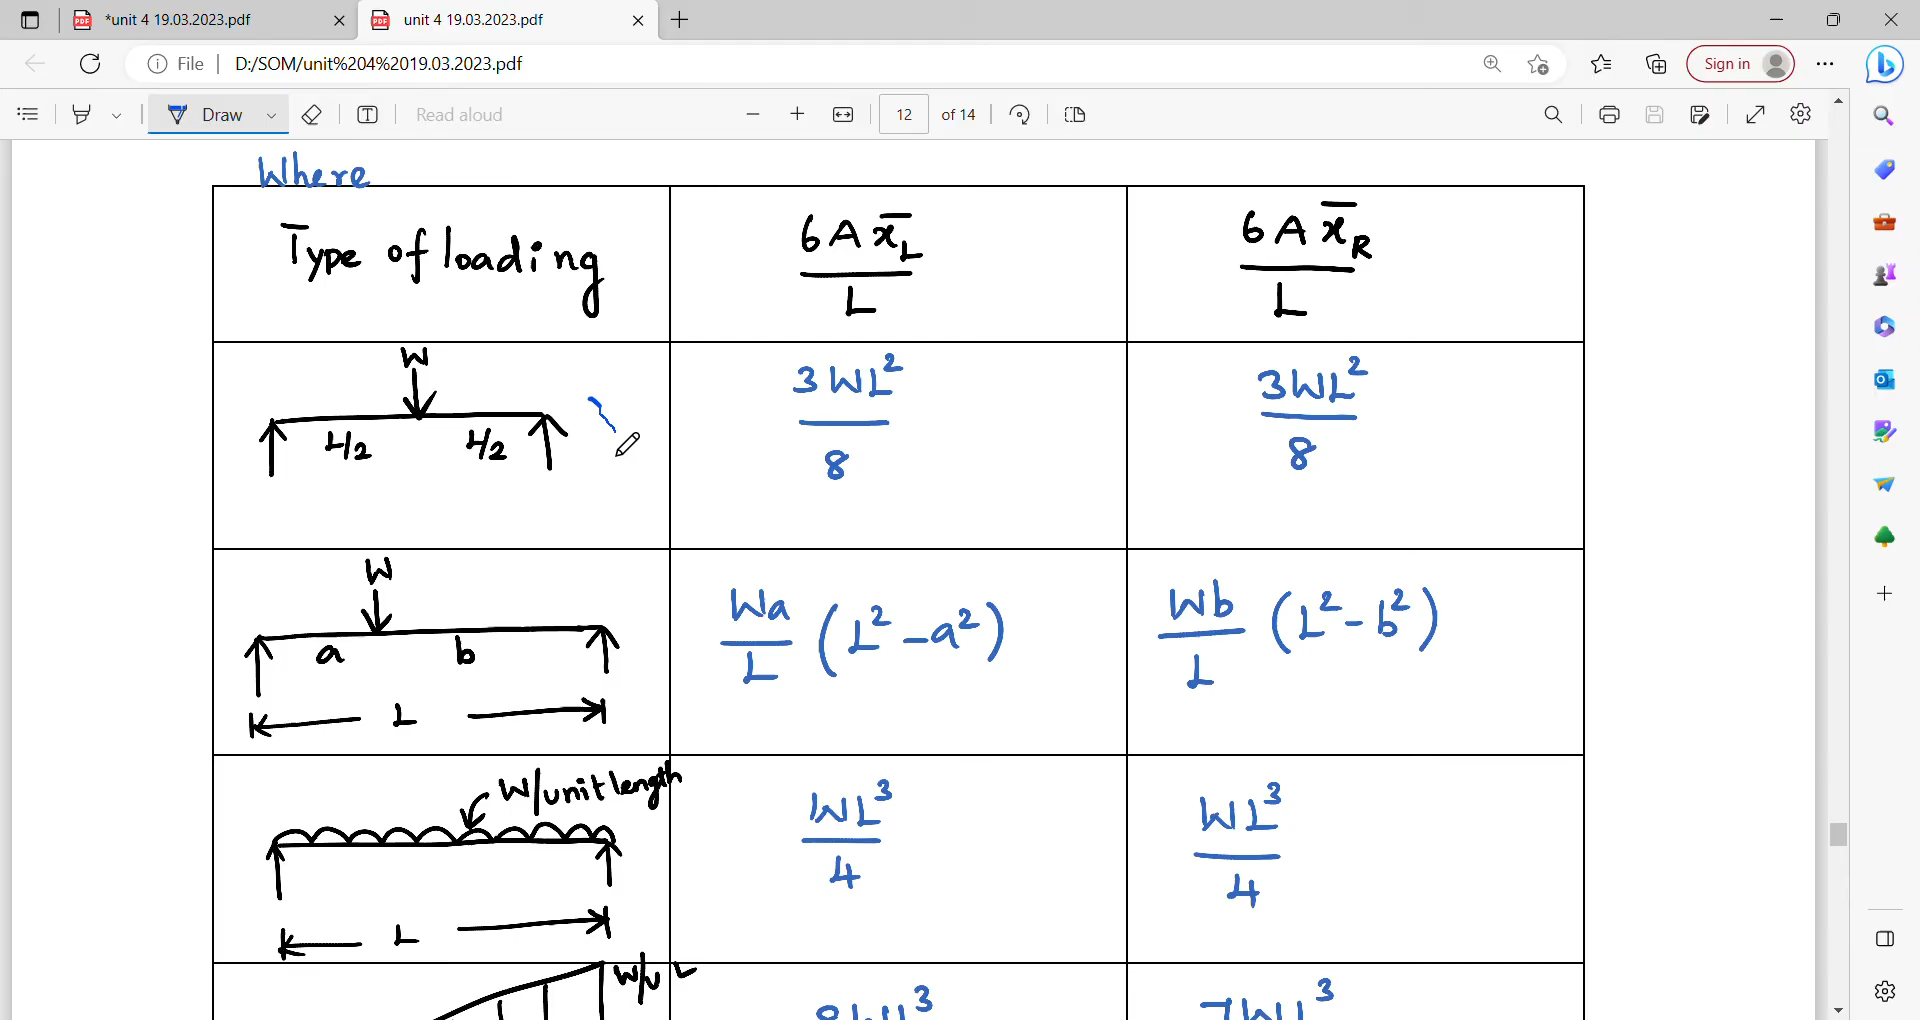 *unit 4 19.03.2023.pdf
unit 4 19.03.2023.pdf
File
D:/SOM/unit%204%2019.03.2023.pdf
Sign in
Draw
Read aloud
12 of 14
Where
Type of loading
6 A x̄L / L
6 A x̄R / L
W
L/2 L/2
3WL² / 8
3WL² / 8
W
a b
L
Wa / L (L² - a²)
Wb / L (L² - b²)
W/unit length
L
WL³ / 4
WL³ / 4